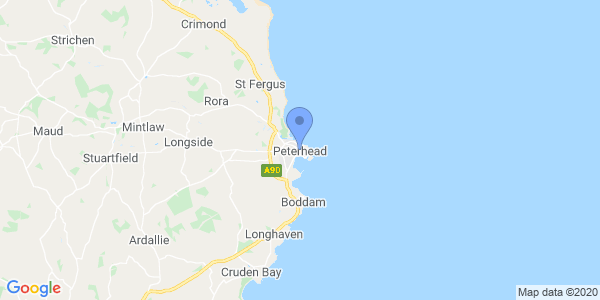 Crimond
Strichen
St Fergus
Rora
Maud
Mintlaw
Longside
Peterhead
Stuartfield
A90
Boddam
Longhaven
Ardallie
Cruden Bay
Google
Map data ©2020